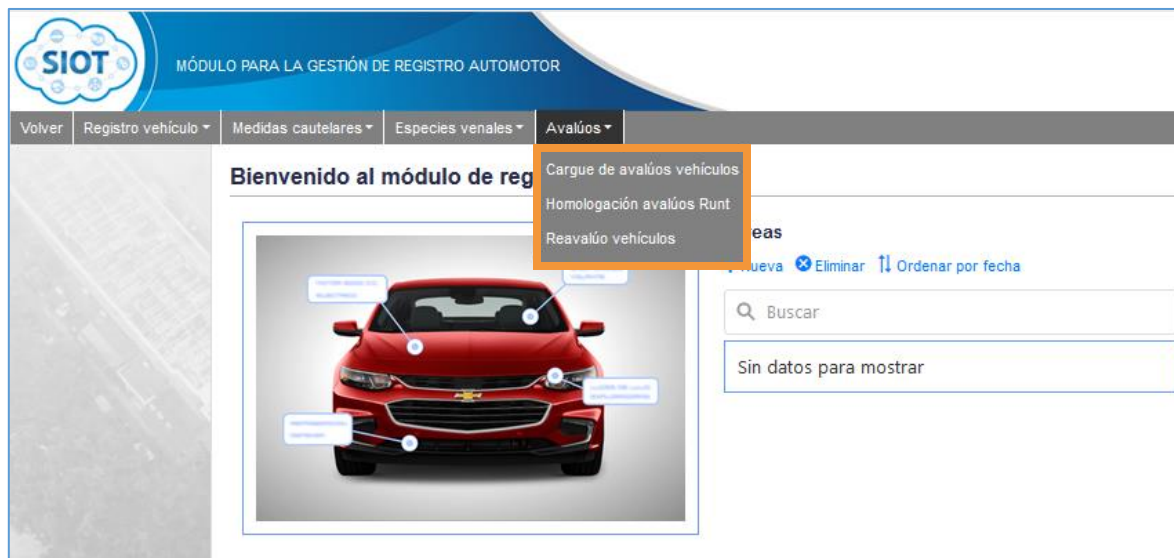 SIOT
MÓDULO PARA LA GESTIÓN DE REGISTRO AUTOMOTOR
Volver Registro vehículo Medidas cautelares Especies venales Avalúos
Cargue de avalúos vehículos
Homologación avalúos Runt
Reavalúo vehículos
Bienvenido al módulo de reg
eas
ueva Eliminar Ordenar por fecha
Buscar
Sin datos para mostrar